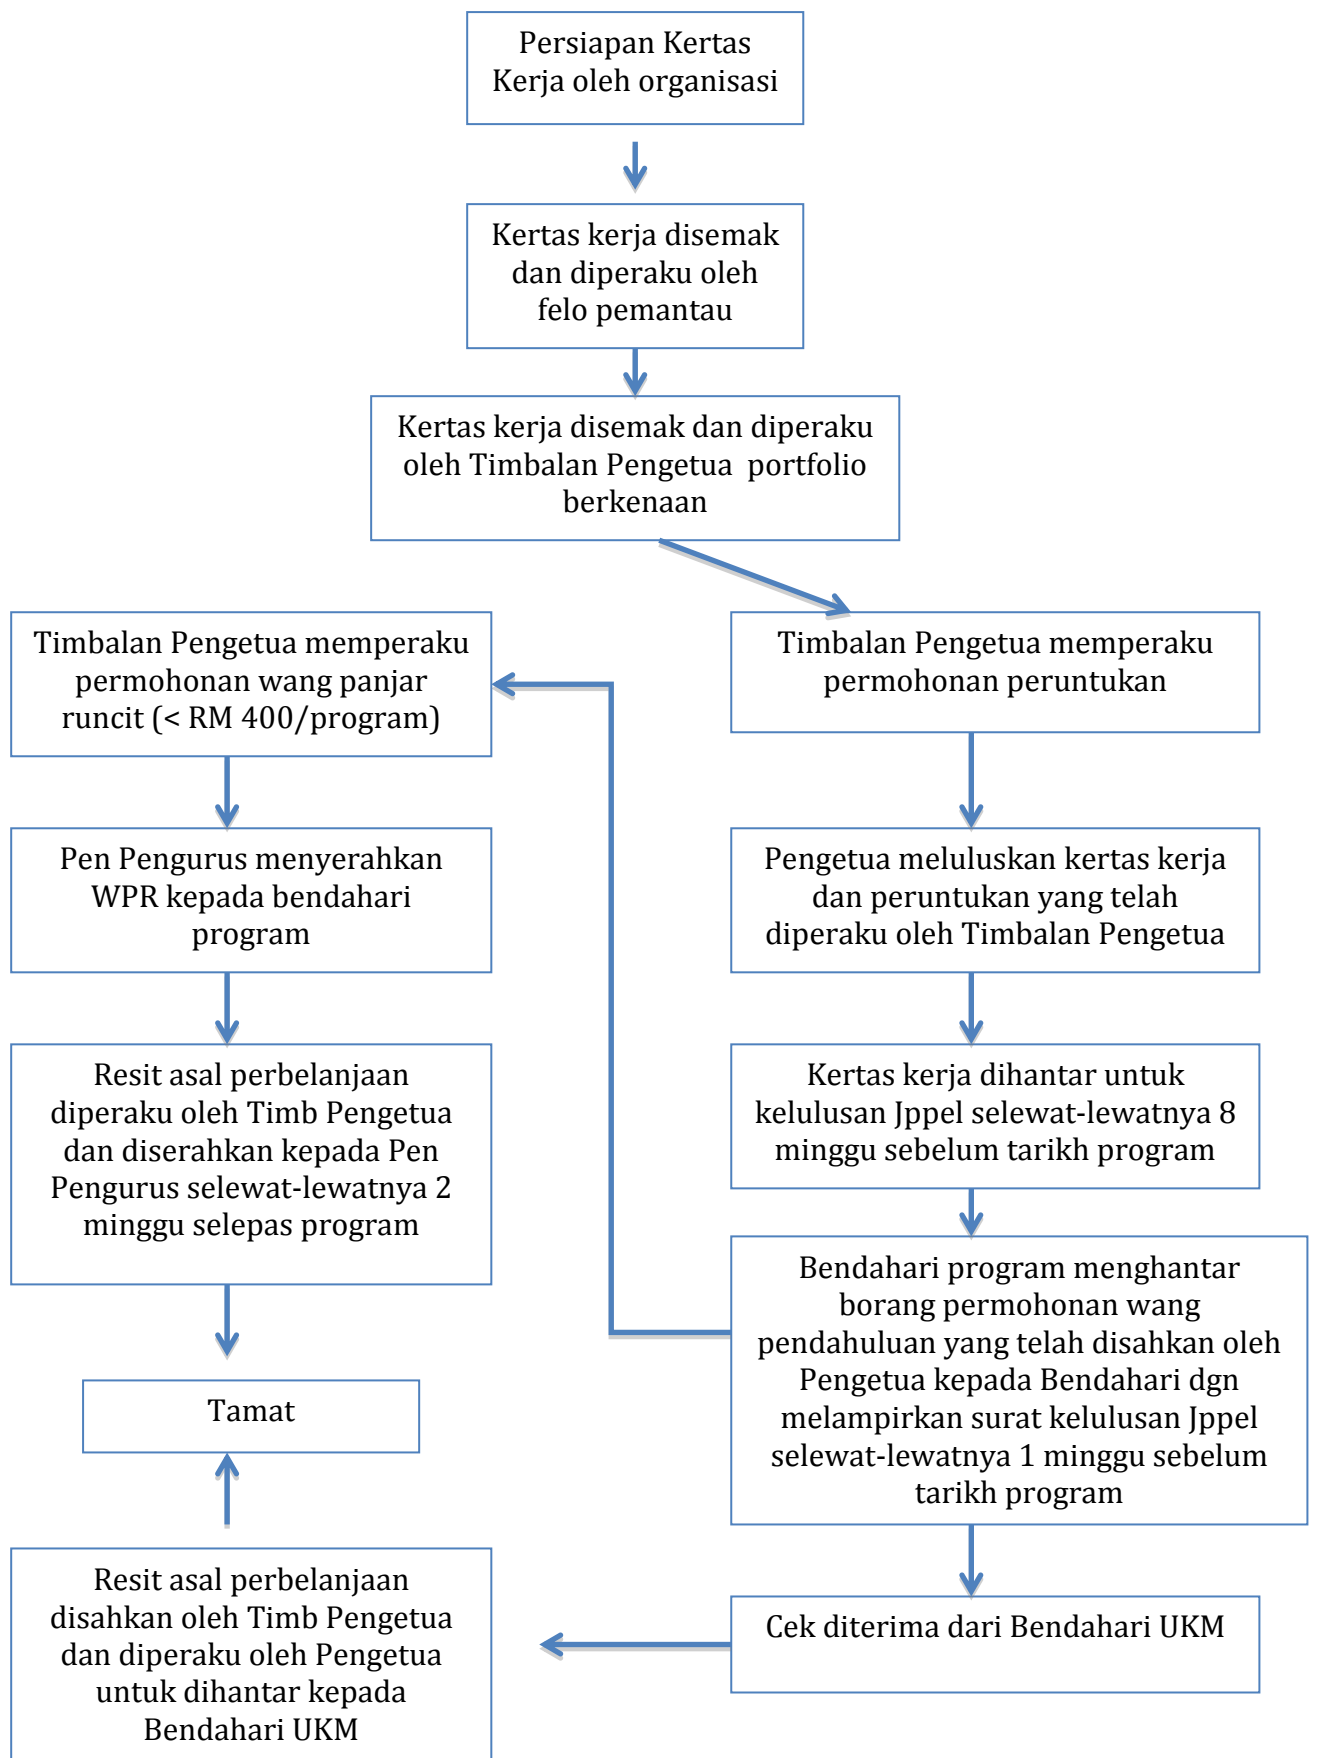 Persiapan Kertas
Kerja oleh organisasi
Kertas kerja disemak
dan diperaku oleh
felo pemantau
Kertas kerja disemak dan diperaku
oleh Timbalan Pengetua portfolio
berkenaan
Timbalan Pengetua memperaku
permohonan peruntukan
Pengetua meluluskan kertas kerja
dan peruntukan yang telah
diperaku oleh Timbalan Pengetua
Kertas kerja dihantar untuk
kelulusan Jppel selewat-lewatnya 8
minggu sebelum tarikh program
Bendahari program menghantar
borang permohonan wang
pendahuluan yang telah disahkan oleh
Pengetua kepada Bendahari dgn
melampirkan surat kelulusan Jppel
selewat-lewatnya 1 minggu sebelum
tarikh program
Timbalan Pengetua memperaku
permohonan wang panjar
runcit (< RM 400/program)
Pen Pengurus menyerahkan
WPR kepada bendahari
program
Resit asal perbelanjaan
diperaku oleh Timb Pengetua
dan diserahkan kepada Pen
Pengurus selewat-lewatnya 2
minggu selepas program
Cek diterima dari Bendahari UKM
Resit asal perbelanjaan
disahkan oleh Timb Pengetua
dan diperaku oleh Pengetua
untuk dihantar kepada
Bendahari UKM
Tamat